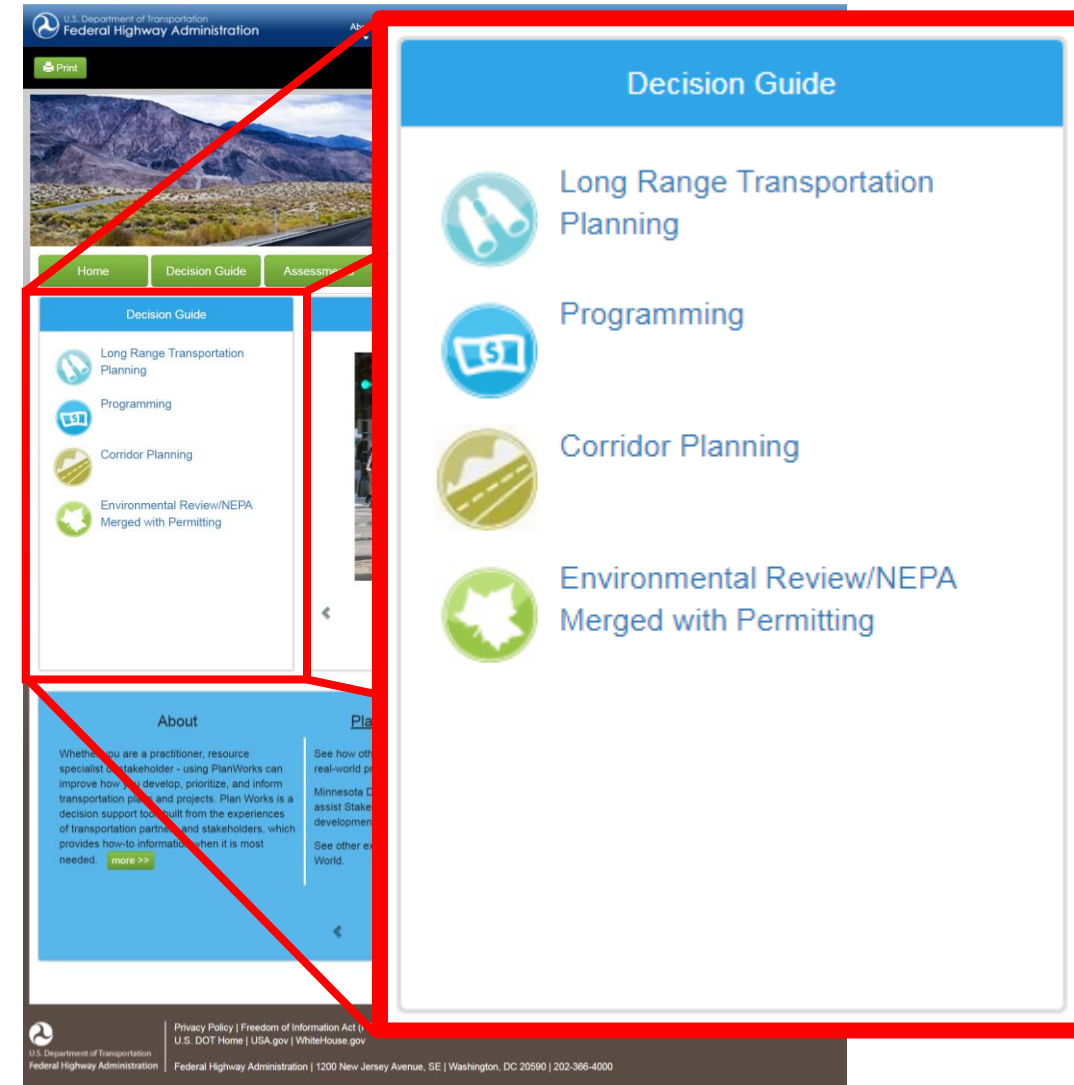 U.S. Department of Transportation
Federal Highway Administration
Print
Home
Decision Guide
Assessments
Decision Guide
Long Range Transportation
Planning
Programming
Corridor Planning
Environmental Review/NEPA
Merged with Permitting
Decision Guide
Long Range Transportation
Planning
$
Programming
Corridor Planning
Environmental Review/NEPA
Merged with Permitting
About
Whether you are a practitioner, resource
specialist or stakeholder - using PlanWorks can
improve how you develop, prioritize, and inform
transportation plans and projects. Plan Works is a
decision support tool built from the experiences
of transportation partners and stakeholders, which
provides how-to information when it is most
needed. more >>
See how
real-world
Minnesota
assist
See other
World.
U.S. Department of Transportation
Federal Highway Administration
Privacy Policy | Freedom of Information Act
U.S. DOT Home | USA.gov | WhiteHouse.gov
Federal Highway Administration | 1200 New Jersey Avenue, SE | Washington, DC 20590 | 202-366-4000